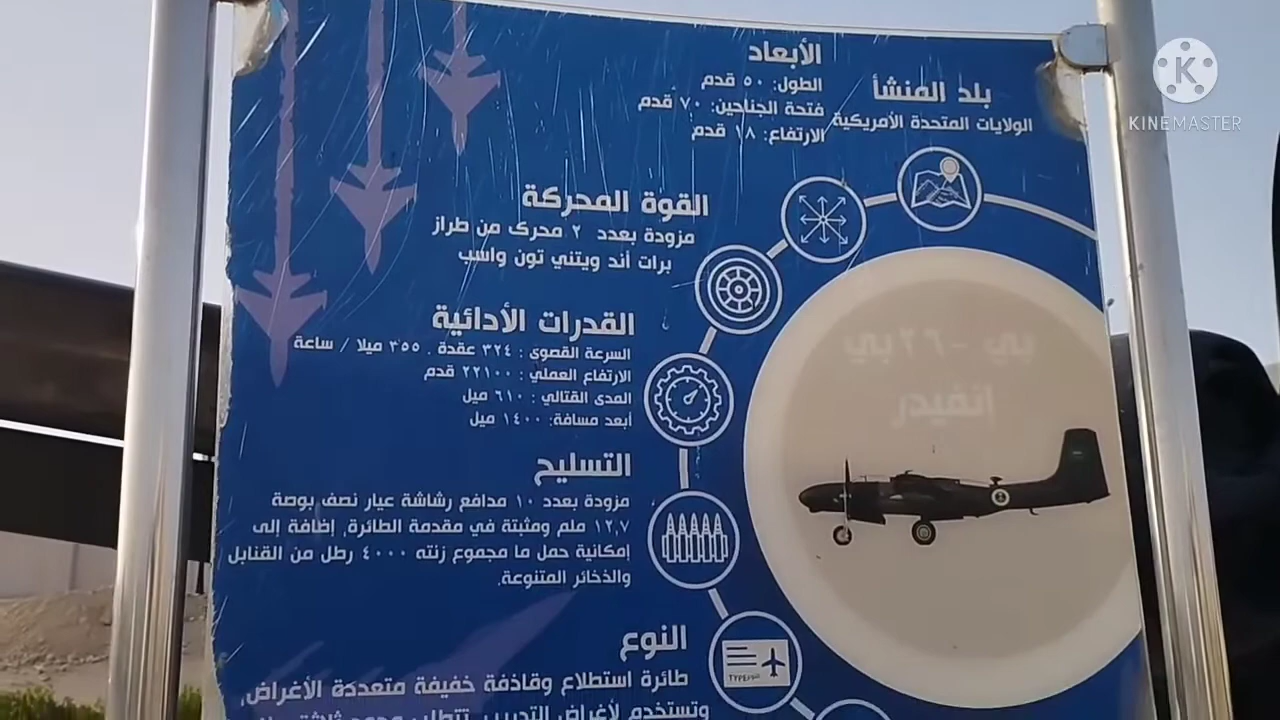 بلد المنشأ
الولايات المتحدة الأمريكية
الأبعاد
الطول: ٥٠ قدم
فتحة الجناحين: ٧٠ قدم
الارتفاع: ١٨ قدم
القوة المحركة
مزودة بعدد ٢ محرك من طراز
برات أند ويتني تون واسب
القدرات الأدائية
السرعة القصوى : ٣٢٤ عقدة . ٣٥٥ ميلا / ساعة
الارتفاع العملي : ٢٢١٠٠ قدم
المدى القتالي : ٦١٠ ميل
أبعد مسافة: ١٤٠٠ ميل
التسليح
مزودة بعدد ١٠ مدافع رشاشة عيار نصف بوصة
١٢,٧ ملم ومثبتة في مقدمة الطائرة, إضافة إلى
إمكانية حمل ما مجموع زنته ٤٠٠٠ رطل من القنابل
والذخائر المتنوعة.
النوع
طائرة استطلاع وقاذفة خفيفة متعددة الأغراض,
وتستخدم لأغراض التدريب
بي -٢٦ بي
إنفيدر
TYPE
K
KINEMASTER